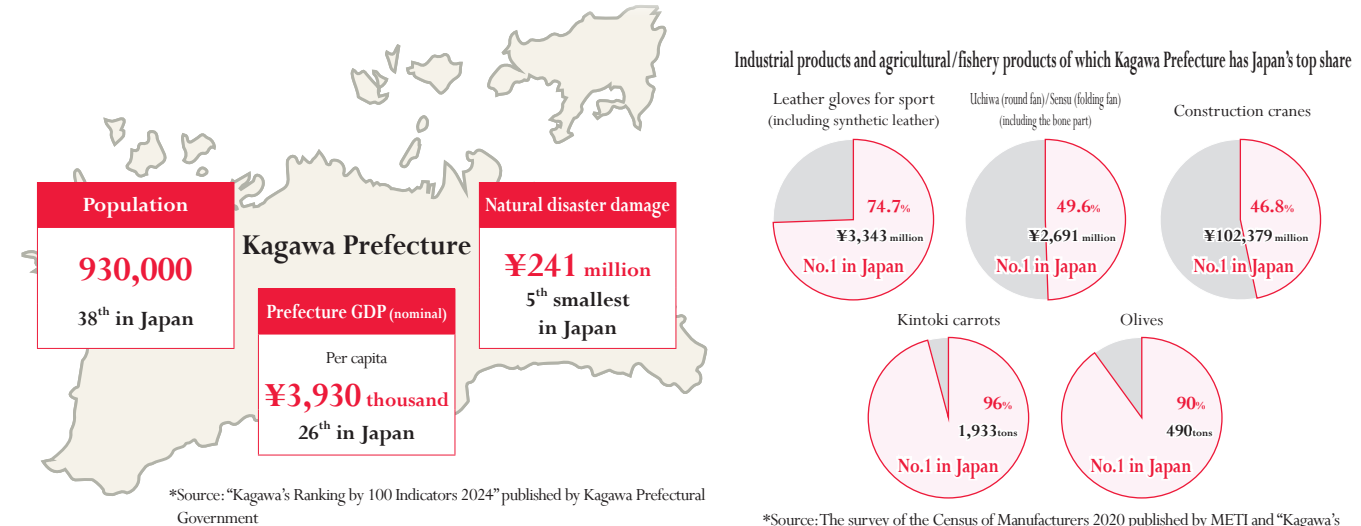 Kagawa Prefecture
Population
930,000
38th in Japan
Prefecture GDP (nominal)
Per capita
¥3,930 thousand
26th in Japan
Natural disaster damage
¥241 million
5th smallest
in Japan
*Source: “Kagawa’s Ranking by 100 Indicators 2024” published by Kagawa Prefectural
Government
Industrial products and agricultural/fishery products of which Kagawa Prefecture has Japan’s top share
Leather gloves for sport
(including synthetic leather)
74.7%
¥3,343 million
No.1 in Japan
Uchiwa (round fan)/Sensu (folding fan)
(including the bone part)
49.6%
¥2,691 million
No.1 in Japan
Construction cranes
46.8%
¥102,379 million
No.1 in Japan
Kintoki carrots
96%
1,933tons
No.1 in Japan
Olives
90%
490tons
No.1 in Japan
*Source: The survey of the Census of Manufacturers 2020 published by METI and “Kagawa’s